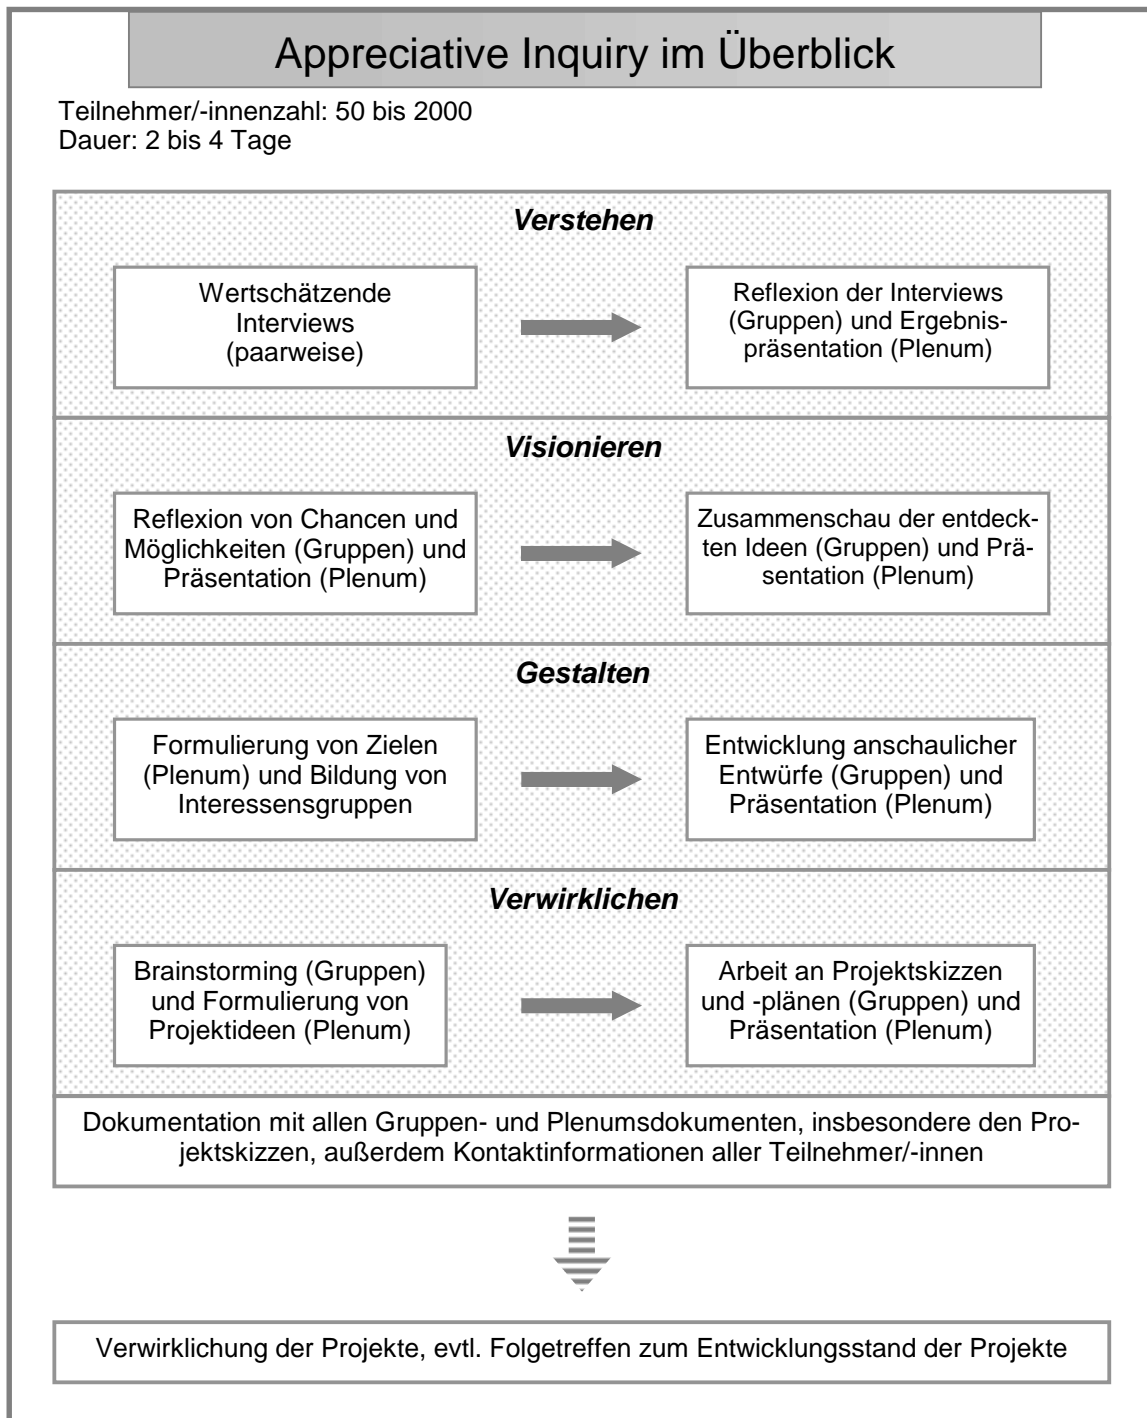 Appreciative Inquiry im Überblick
Teilnehmer/-innenzahl: 50 bis 2000
Dauer: 2 bis 4 Tage
Verstehen
Wertschätzende
Interviews
(paarweise)
Reflexion der Interviews
(Gruppen) und Ergebnis-
präsentation (Plenum)
Visionieren
Reflexion von Chancen und
Möglichkeiten (Gruppen) und
Präsentation (Plenum)
Zusammenschau der entdeck-
ten Ideen (Gruppen) und Prä-
sentation (Plenum)
Gestalten
Formulierung von Zielen
(Plenum) und Bildung von
Interessensgruppen
Entwicklung anschaulicher
Entwürfe (Gruppen) und
Präsentation (Plenum)
Verwirklichen
Brainstorming (Gruppen)
und Formulierung von
Projektideen (Plenum)
Arbeit an Projektskizzen
und -plänen (Gruppen) und
Präsentation (Plenum)
Dokumentation mit allen Gruppen- und Plenumsdokumenten, insbesondere den Pro-
jektskizzen, außerdem Kontaktinformationen aller Teilnehmer/-innen
Verwirklichung der Projekte, evtl. Folgetreffen zum Entwicklungsstand der Projekte